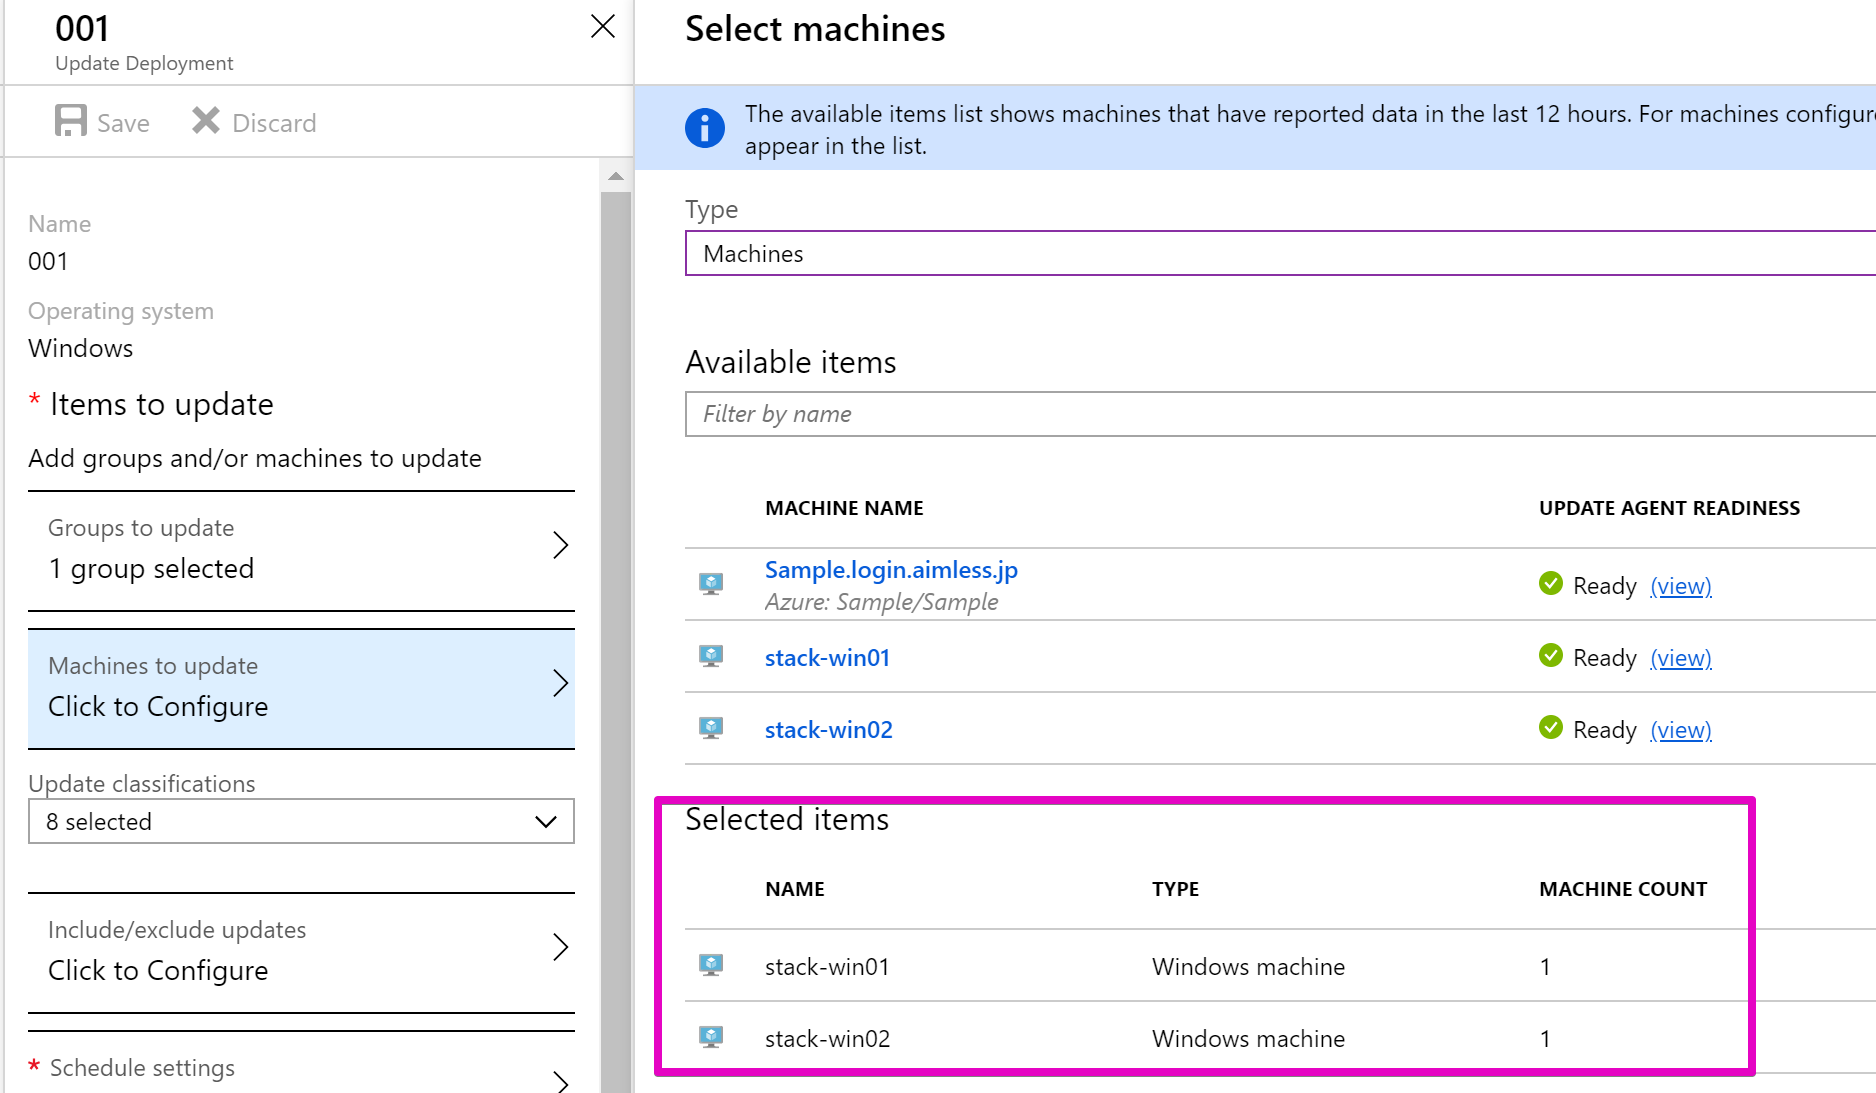 001
Update Deployment
Save
Discard
Name
001
Operating system
Windows
* Items to update
Add groups and/or machines to update
Groups to update
1 group selected
Machines to update
Click to Configure
Update classifications
8 selected
Include/exclude updates
Click to Configure
* Schedule settings
Select machines
The available items list shows machines that have reported data in the last 12 hours. For machines configure
appear in the list.
Type
Machines
Available items
Filter by name
MACHINE NAME UPDATE AGENT READINESS
Sample.login.aimless.jp
Azure: Sample/Sample
Ready (view)
stack-win01 Ready (view)
stack-win02 Ready (view)
Selected items
NAME TYPE MACHINE COUNT
stack-win01 Windows machine 1
stack-win02 Windows machine 1